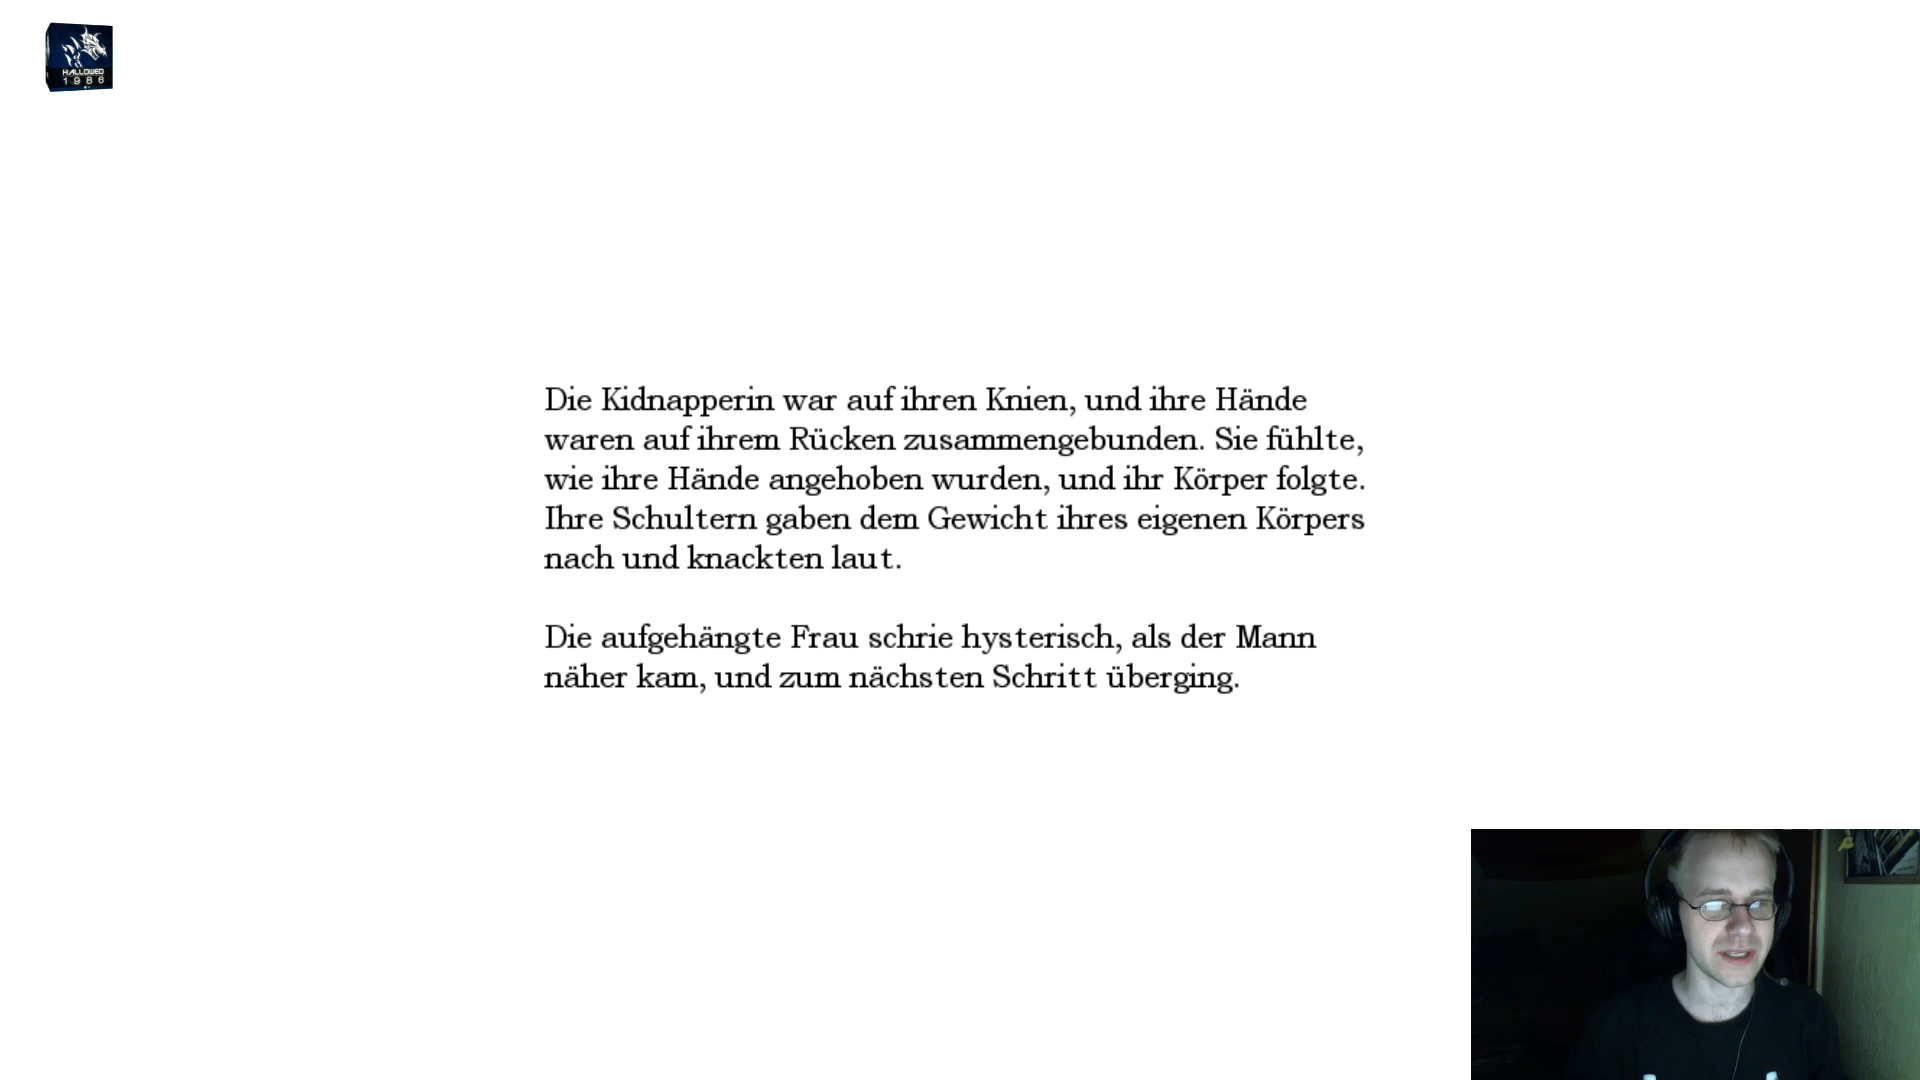 HALLOWED
1986
Die Kidnapperin war auf ihren Knien, und ihre Hände
waren auf ihrem Rücken zusammengebunden. Sie fühlte,
wie ihre Hände angehoben wurden, und ihr Körper folgte.
Ihre Schultern gaben dem Gewicht ihres eigenen Körpers
nach und knackten laut.
Die aufgehängte Frau schrie hysterisch, als der Mann
näher kam, und zum nächsten Schritt überging.